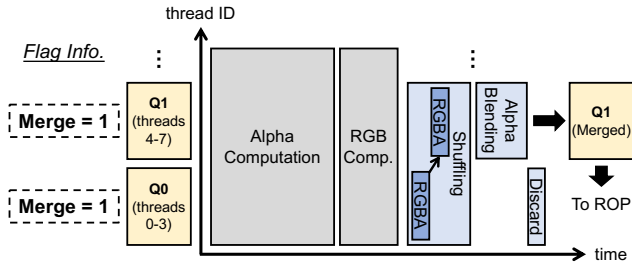 thread ID
Flag Info.
⋮
⋮
Merge = 1
Q1
(threads
4-7)
Alpha
Computation
RGB
Comp.
RGBA
RGBA
Shuffling
Alpha
Blending
Q1
(Merged)
Merge = 1
Q0
(threads
0-3)
Discard
To ROP
time